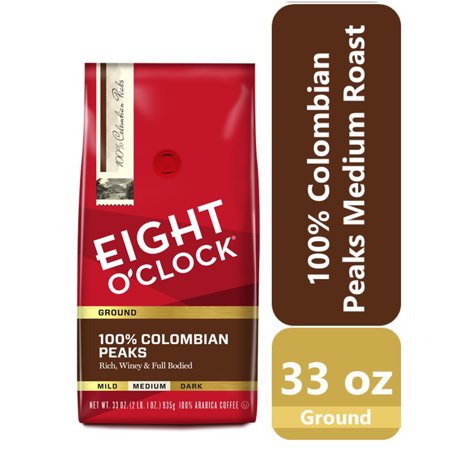 100% Colombian Peaks
EIGHT
O'CLOCK®
GROUND
100% COLOMBIAN
PEAKS
Rich, Winey & Full Bodied
MILD MEDIUM DARK
NET WT. 33 OZ. (2 LB. 1 OZ.) 935g 100% ARABICA COFFEE
100% Colombian
Peaks Medium Roast
33 oz
Ground